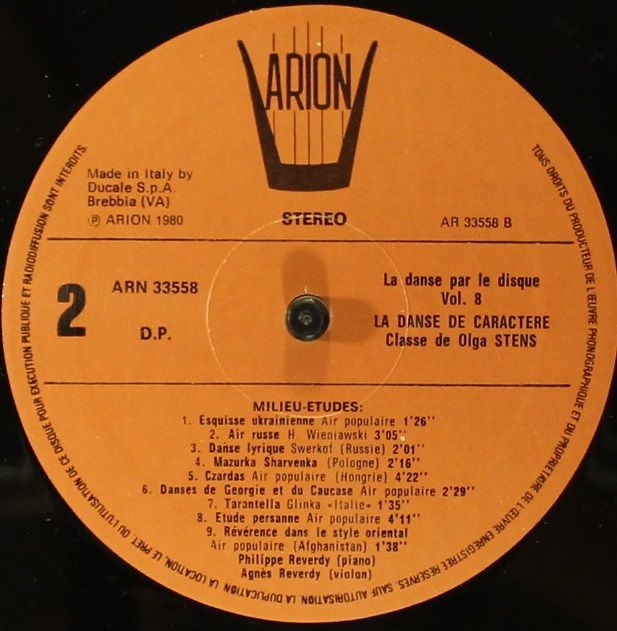 ARION
Made in Italy by
Ducale S.p.A.
Brebbia (VA)
℗ ARION 1980
STEREO
AR 33558 B
2
ARN 33558
D.P.
La danse par le disque
Vol. 8
LA DANSE DE CARACTERE
Classe de Olga STENS
MILIEU-ETUDES:
1. Esquisse ukrainienne Air populaire 1'26''
2. Air russe H. Wieniawski 3'05''
3. Danse lyrique Swerkof (Russie) 2'01''
4. Mazurka Sharvenka (Pologne) 2'16''
5. Czardas Air populaire (Hongrie) 4'22''
6. Danses de Georgie et du Caucase Air populaire 2'29''
7. Tarantella Glinka «Italie» 1'35''
8. Etude persanne Air populaire 4'11''
9. Révérence dans le style oriental
Air populaire (Afghanistan) 1'38''
Philippe Reverdy (piano)
Agnès Reverdy (violon)
TOUS DROITS DU PRODUCTEUR DE L'ŒUVRE PHONOGRAPHIQUE ET DU PROPRIETAIRE DE L'ŒUVRE ENREGISTREE RESERVES. SAUF AUTORISATION, LA DUPLICATION, LA LOCATION, LE PRET OU L'UTILISATION DE CE DISQUE POUR EXECUTION PUBLIQUE ET RADIODIFFUSION SONT INTERDITS.